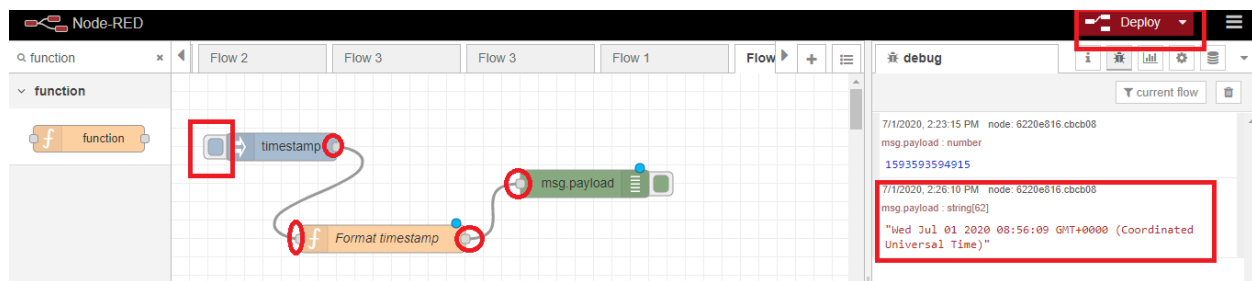 Node-RED
Deploy
function
Flow 2
Flow 3
Flow 3
Flow 1
Flow
debug
i
function
current flow
f function
timestamp
7/1/2020, 2:23:15 PM node: 6220e816.cbcb08
msg.payload : number
1593593594915
msg.payload
7/1/2020, 2:26:10 PM node: 6220e816.cbcb08
msg.payload : string[62]
f Format timestamp
"Wed Jul 01 2020 08:56:09 GMT+0000 (Coordinated
Universal Time)"